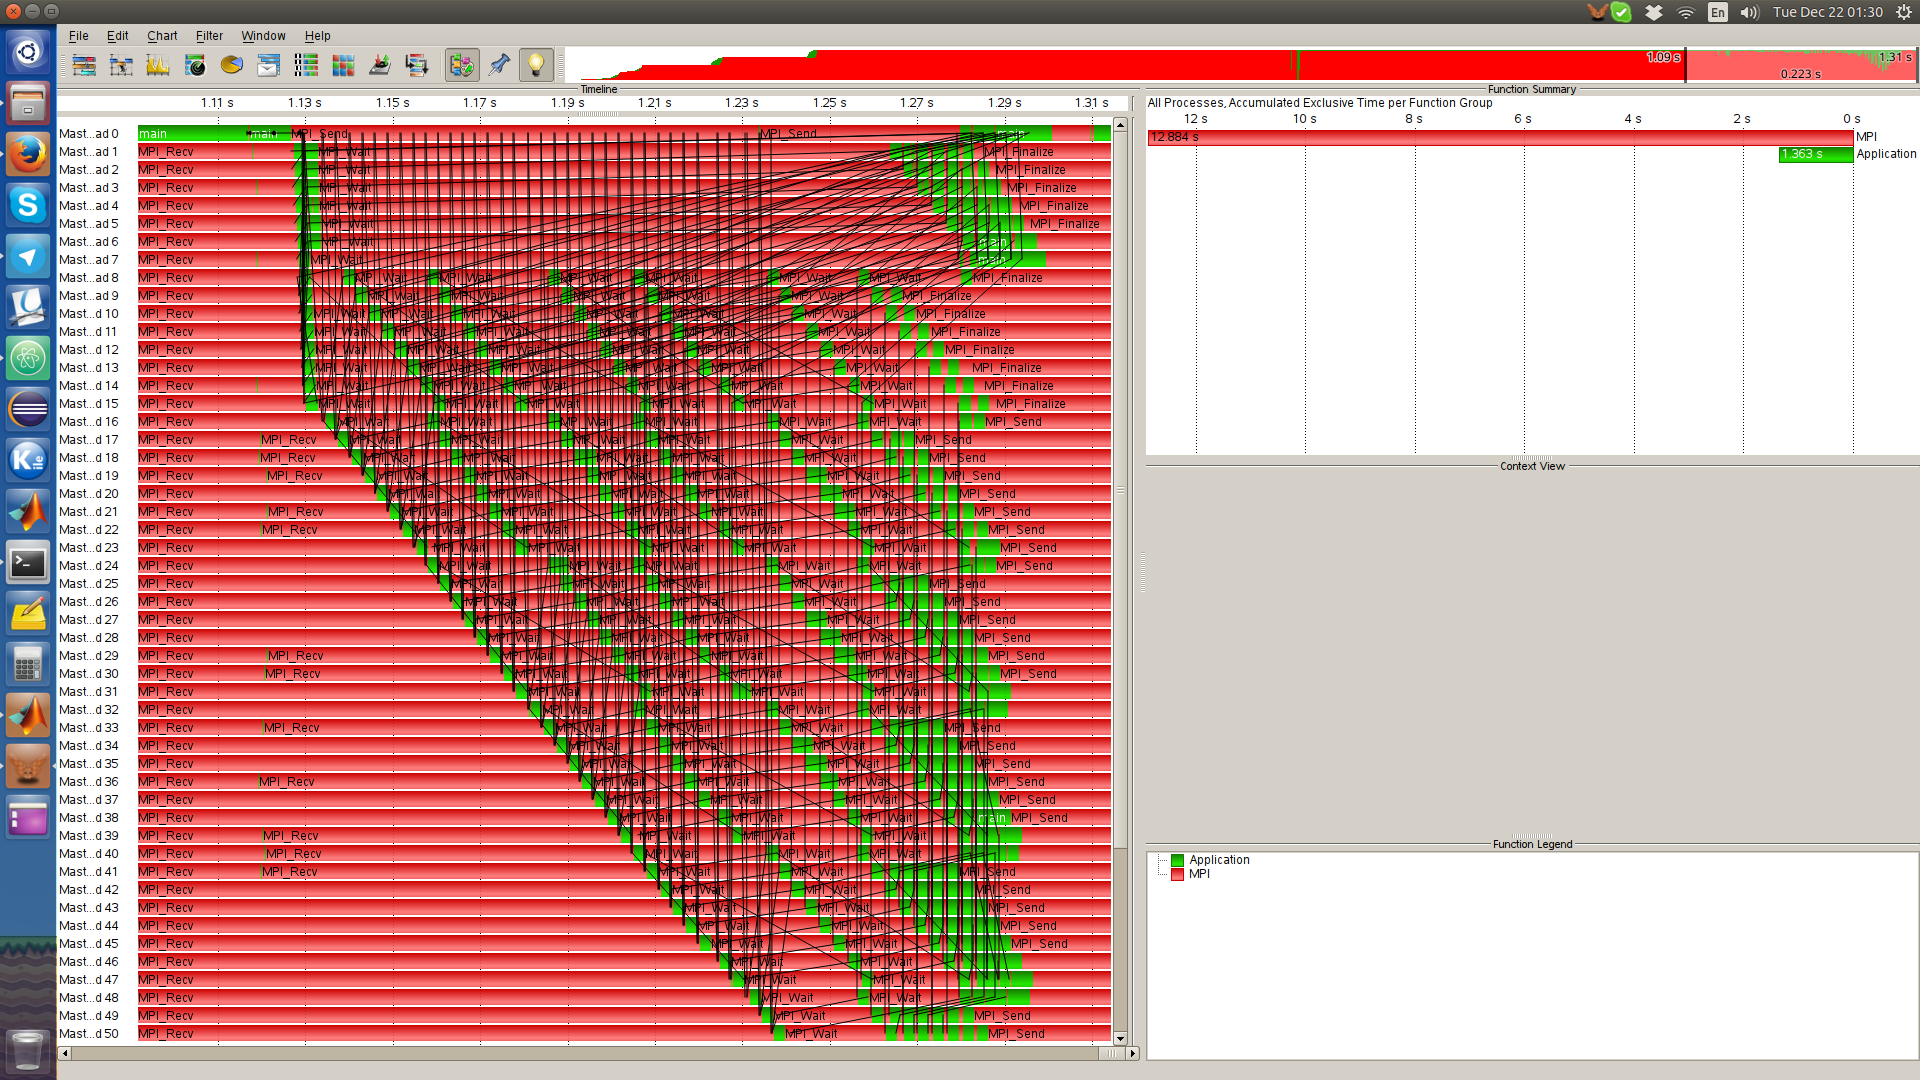 En Tue Dec 22 01:30
File Edit Chart Filter Window Help
1.09 s 1.31 s
0.223 s
Timeline
1.11 s 1.13 s 1.15 s 1.17 s 1.19 s 1.21 s 1.23 s 1.25 s 1.27 s 1.29 s 1.31 s
Mast...ad 0 main main MPI_Send MPI_Send main
Mast...ad 1 MPI_Recv MPI_Wait MPI_Finalize
Mast...ad 2 MPI_Recv MPI_Wait MPI_Finalize
Mast...ad 3 MPI_Recv MPI_Wait MPI_Finalize
Mast...ad 4 MPI_Recv MPI_Wait MPI_Finalize
Mast...ad 5 MPI_Recv MPI_Wait MPI_Finalize
Mast...ad 6 MPI_Recv MPI_Wait main
Mast...ad 7 MPI_Recv MPI_Wait main
Mast...ad 8 MPI_Recv MPI_Wait MPI_Wait MPI_Wait MPI_Wait MPI_Wait MPI_Wait MPI_Finalize
Mast...ad 9 MPI_Recv MPI_Wait MPI_Wait MPI_Wait MPI_Wait MPI_Wait MPI_Finalize
Mast...d 10 MPI_Recv MPI_Wait MPI_Wait MPI_Wait MPI_Wait MPI_Wait MPI_Wait MPI_Finalize
Mast...d 11 MPI_Recv MPI_Wait MPI_Wait MPI_Wait MPI_Wait MPI_Wait MPI_Wait MPI_Finalize
Mast...d 12 MPI_Recv MPI_Wait MPI_Wait MPI_Wait MPI_Wait MPI_Wait MPI_Wait MPI_Finalize
Mast...d 13 MPI_Recv MPI_Wait MPI_Wait MPI_Wait MPI_Wait MPI_Wait MPI_Wait MPI_Finalize
Mast...d 14 MPI_Recv MPI_Wait MPI_Wait MPI_Wait MPI_Wait MPI_Wait MPI_Wait MPI_Finalize
Mast...d 15 MPI_Recv MPI_Wait MPI_Wait MPI_Wait MPI_Wait MPI_Wait MPI_Wait MPI_Finalize
Mast...d 16 MPI_Recv MPI_Wait MPI_Wait MPI_Wait MPI_Wait MPI_Wait MPI_Wait MPI_Send
Mast...d 17 MPI_Recv MPI_Recv MPI_Wait MPI_Wait MPI_Wait MPI_Wait MPI_Wait MPI_Send
Mast...d 18 MPI_Recv MPI_Recv MPI_Wait MPI_Wait MPI_Wait MPI_Wait MPI_Wait MPI_Send
Mast...d 19 MPI_Recv MPI_Recv MPI_Wait MPI_Wait MPI_Wait MPI_Wait MPI_Wait MPI_Send
Mast...d 20 MPI_Recv MPI_Wait MPI_Wait MPI_Wait MPI_Wait MPI_Wait MPI_Send
Mast...d 21 MPI_Recv MPI_Recv MPI_Wait MPI_Wait MPI_Wait MPI_Wait MPI_Wait MPI_Send
Mast...d 22 MPI_Recv MPI_Recv MPI_Wait MPI_Wait MPI_Wait MPI_Wait MPI_Wait MPI_Send
Mast...d 23 MPI_Recv MPI_Wait MPI_Wait MPI_Wait MPI_Wait MPI_Wait MPI_Send
Mast...d 24 MPI_Recv MPI_Wait MPI_Wait MPI_Wait MPI_Wait MPI_Wait MPI_Send
Mast...d 25 MPI_Recv MPI_Wait MPI_Wait MPI_Wait MPI_Wait MPI_Send
Mast...d 26 MPI_Recv MPI_Wait MPI_Wait MPI_Wait MPI_Wait MPI_Send
Mast...d 27 MPI_Recv MPI_Wait MPI_Wait MPI_Wait MPI_Wait MPI_Send
Mast...d 28 MPI_Recv MPI_Wait MPI_Wait MPI_Wait MPI_Wait MPI_Send
Mast...d 29 MPI_Recv MPI_Recv MPI_Wait MPI_Wait MPI_Wait MPI_Wait MPI_Send
Mast...d 30 MPI_Recv MPI_Recv MPI_Wait MPI_Wait MPI_Wait MPI_Wait MPI_Send
Mast...d 31 MPI_Recv MPI_Wait MPI_Wait MPI_Wait MPI_Wait
Mast...d 32 MPI_Recv MPI_Wait MPI_Wait MPI_Wait MPI_Wait
Mast...d 33 MPI_Recv MPI_Recv MPI_Wait MPI_Wait MPI_Wait MPI_Send
Mast...d 34 MPI_Recv MPI_Wait MPI_Wait MPI_Wait MPI_Send
Mast...d 35 MPI_Recv MPI_Wait MPI_Wait MPI_Wait MPI_Send
Mast...d 36 MPI_Recv MPI_Recv MPI_Wait MPI_Wait MPI_Wait MPI_Send
Mast...d 37 MPI_Recv MPI_Wait MPI_Wait MPI_Wait MPI_Send
Mast...d 38 MPI_Recv MPI_Wait MPI_Wait MPI_Wait main MPI_Send
Mast...d 39 MPI_Recv MPI_Recv MPI_Wait MPI_Wait MPI_Wait
Mast...d 40 MPI_Recv MPI_Recv MPI_Wait MPI_Wait MPI_Wait
Mast...d 41 MPI_Recv MPI_Recv MPI_Wait MPI_Wait MPI_Send
Mast...d 42 MPI_Recv MPI_Wait MPI_Wait MPI_Send
Mast...d 43 MPI_Recv MPI_Wait MPI_Wait MPI_Send
Mast...d 44 MPI_Recv MPI_Wait MPI_Wait MPI_Send
Mast...d 45 MPI_Recv MPI_Wait MPI_Wait MPI_Send
Mast...d 46 MPI_Recv MPI_Wait MPI_Wait
Mast...d 47 MPI_Recv MPI_Wait MPI_Wait
Mast...d 48 MPI_Recv MPI_Wait MPI_Wait
Mast...d 49 MPI_Recv MPI_Wait MPI_Send
Mast...d 50 MPI_Recv MPI_Wait MPI_Send
Function Summary
All Processes, Accumulated Exclusive Time per Function Group
12 s 10 s 8 s 6 s 4 s 2 s 0 s
12.884 s MPI
1.363 s Application
Context View
Function Legend
Application
MPI